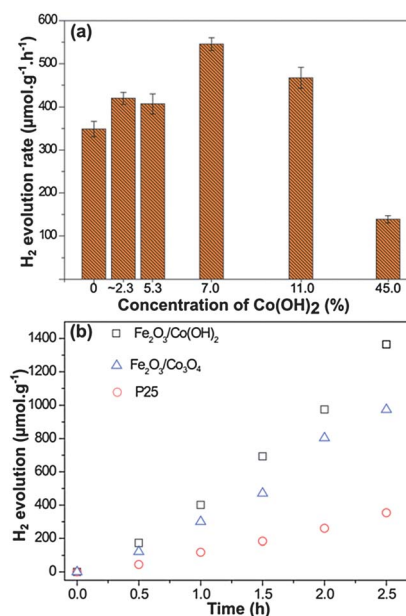 (a)
H2 evolution rate (μmol.g-1.h-1)
600
500
400
300
200
100
0 ~2.3 5.3 7.0 11.0 45.0
Concentration of Co(OH)2 (%)
(b)
Fe2O3/Co(OH)2
Fe2O3/Co3O4
P25
H2 evolution (μmol.g-1)
1400
1200
1000
800
600
400
200
0
0.0 0.5 1.0 1.5 2.0 2.5
Time (h)